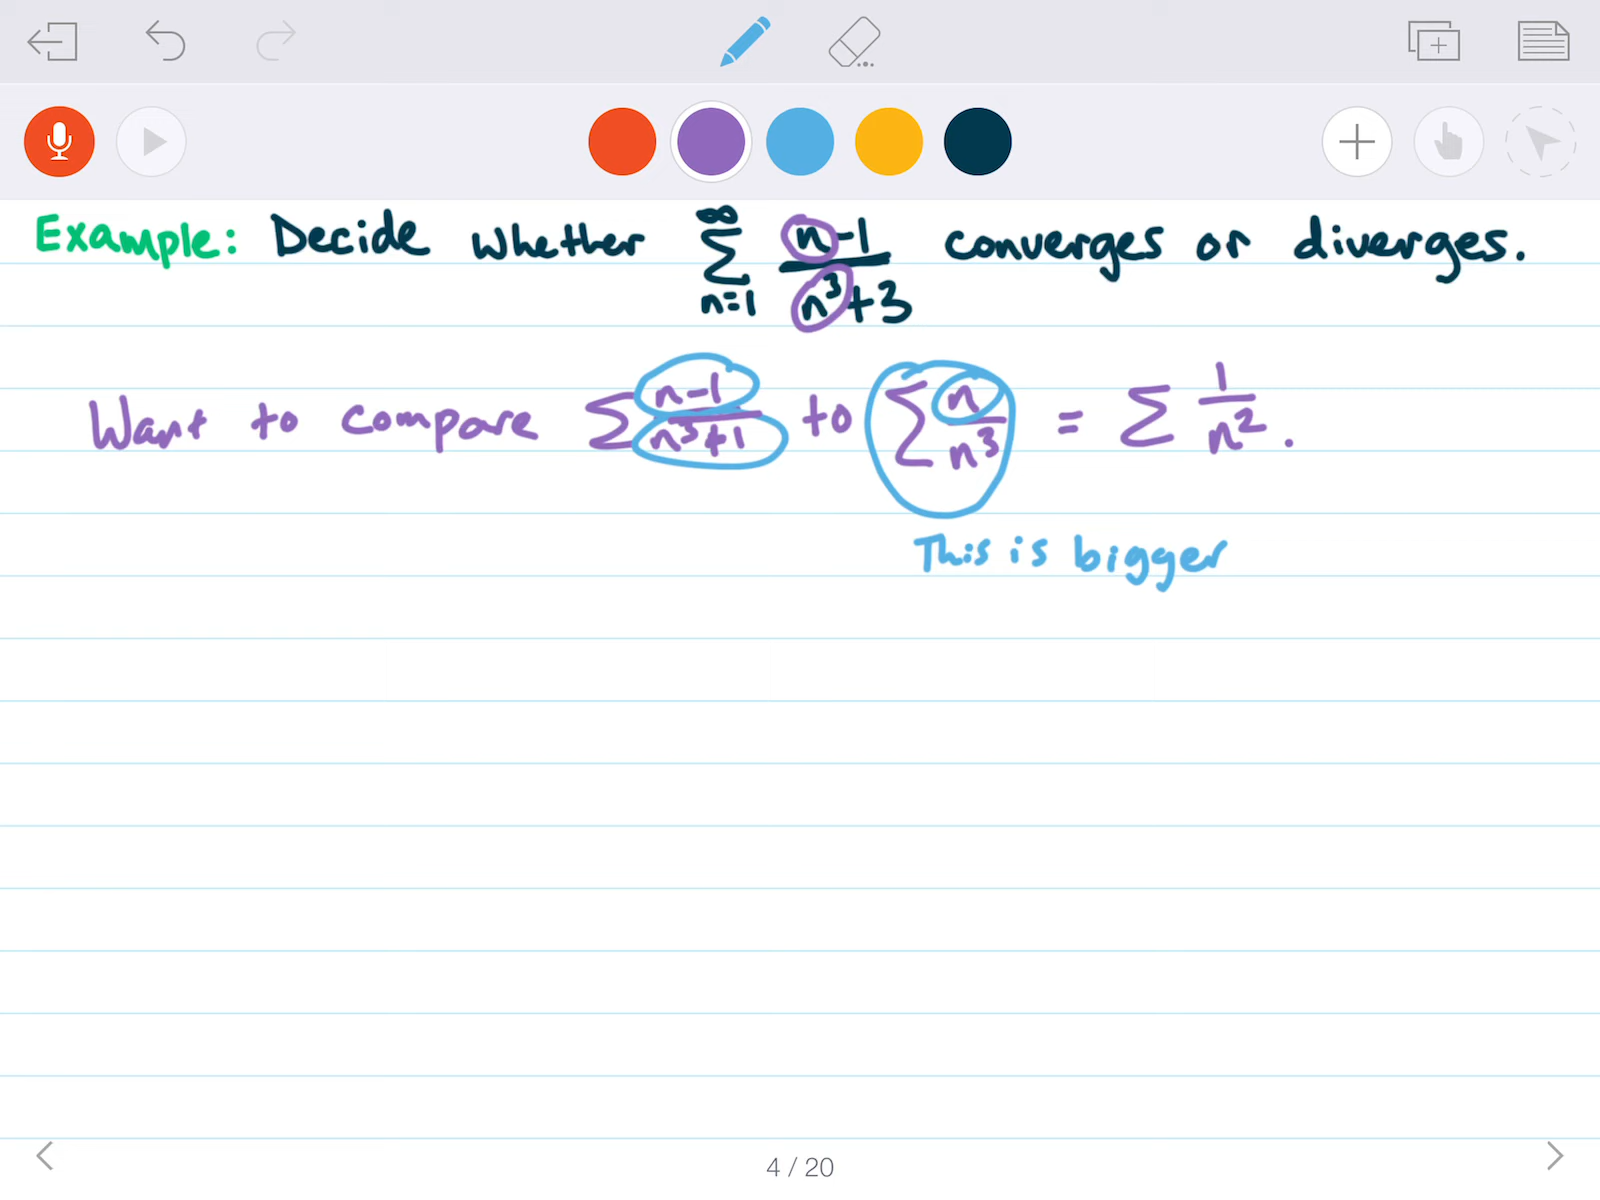 Example: Decide whether ∞∑n=1 n-1/n³+3 converges or diverges.
Want to compare ∑ n-1/n³+1 to ∑ n/n³ = ∑ 1/n².
This is bigger
4 / 20